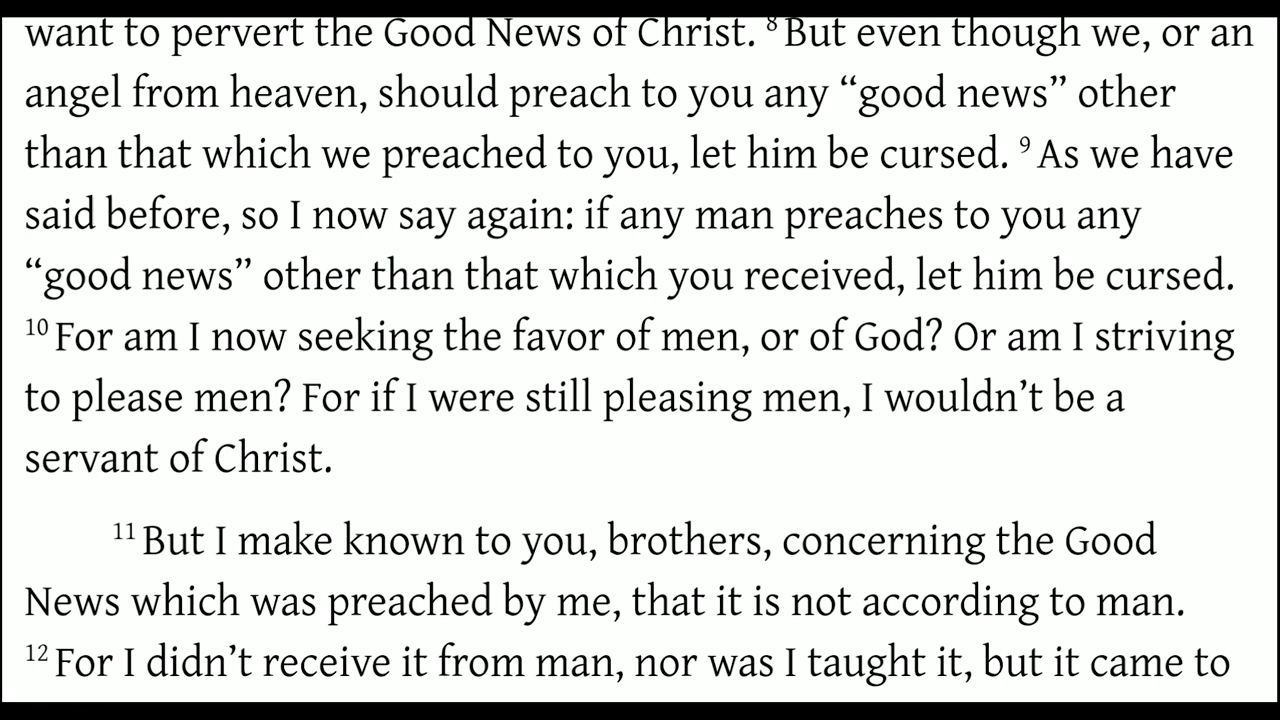 want to pervert the Good News of Christ. ⁸ But even though we, or an
angel from heaven, should preach to you any “good news” other
than that which we preached to you, let him be cursed. ⁹ As we have
said before, so I now say again: if any man preaches to you any
“good news” other than that which you received, let him be cursed.
¹⁰ For am I now seeking the favor of men, or of God? Or am I striving
to please men? For if I were still pleasing men, I wouldn’t be a
servant of Christ.
¹¹ But I make known to you, brothers, concerning the Good
News which was preached by me, that it is not according to man.
¹² For I didn’t receive it from man, nor was I taught it, but it came to